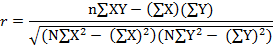 r = n∑XY − (∑X)(∑Y)
√(N∑X² − (∑X)²)(N∑Y² − (∑Y)²)